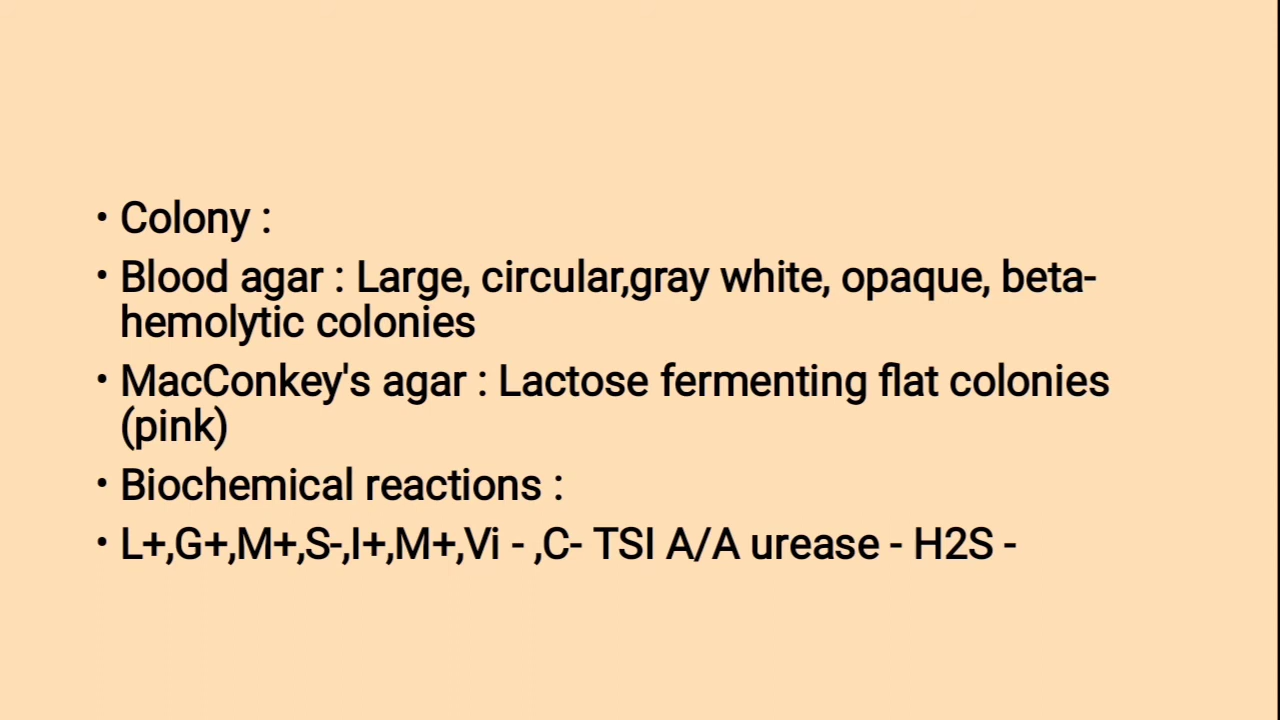 • Colony :
• Blood agar : Large, circular,gray white, opaque, beta-
hemolytic colonies
• MacConkey's agar : Lactose fermenting flat colonies
(pink)
• Biochemical reactions :
• L+,G+,M+,S-,I+,M+,Vi - ,C- TSI A/A urease - H2S -